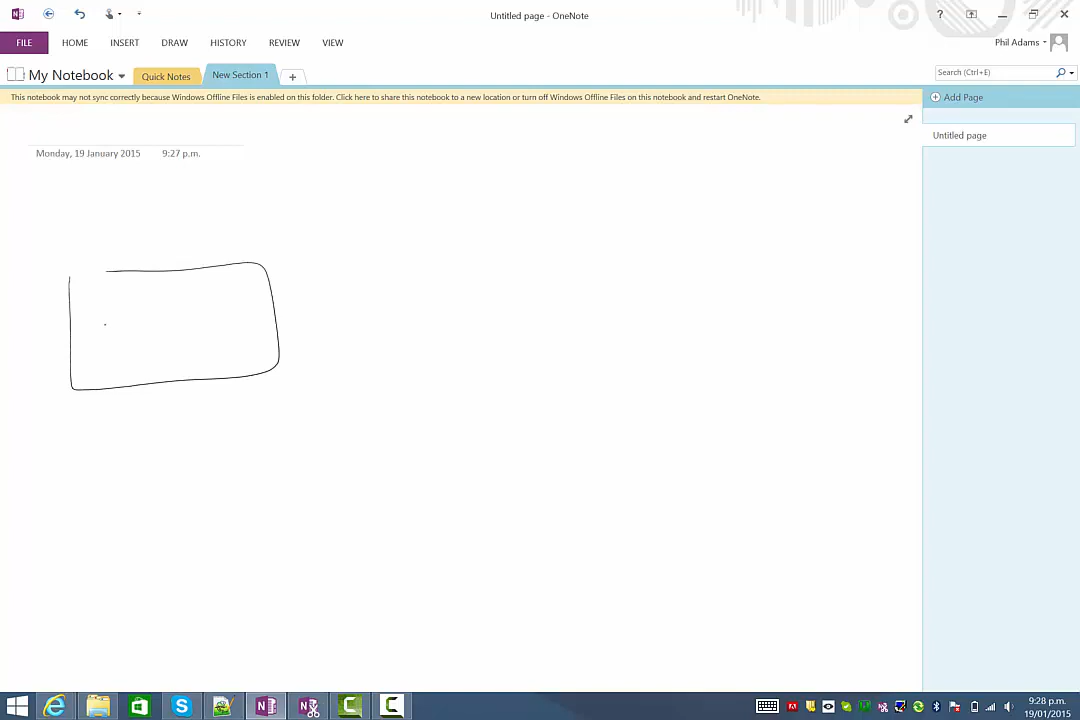 Untitled page - OneNote
?
FILE HOME INSERT DRAW HISTORY REVIEW VIEW
Phil Adams
My Notebook
Quick Notes
New Section 1
Search (Ctrl+E)
This notebook may not sync correctly because Windows Offline Files is enabled on this folder. Click here to share this notebook to a new location or turn off Windows Offline Files on this notebook and restart OneNote.
Add Page
Untitled page
Monday, 19 January 2015 9:27 p.m.
9:28 p.m.
19/01/2015